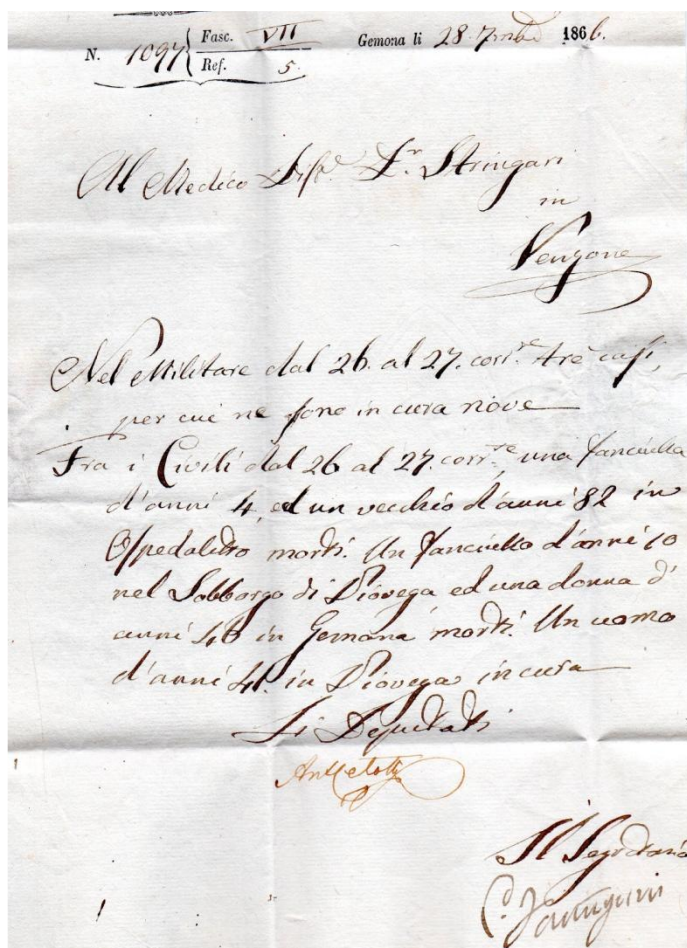 N. 1097 Fasc. VII Gemona li 28. 7mbre 1866.
Ref. 5.
Al Medico Dr. Stringari
in
Venzone
Nel Militare dal 26. al 27. corr.te trè casi,
per cui ne sono in cura nove
Fra i Civili dal 26 al 27. corr.te una fanciulla
d'anni 4, ed un vecchio d'anni 82 in
Ospedaletto morti. Un fanciullo d'anni 10
nel Sobborgo di Piovega ed una donna d'
anni 46 in Gemona morti. Un uomo
d'anni in Piovega in cura
Li Deputati
Il Segretario